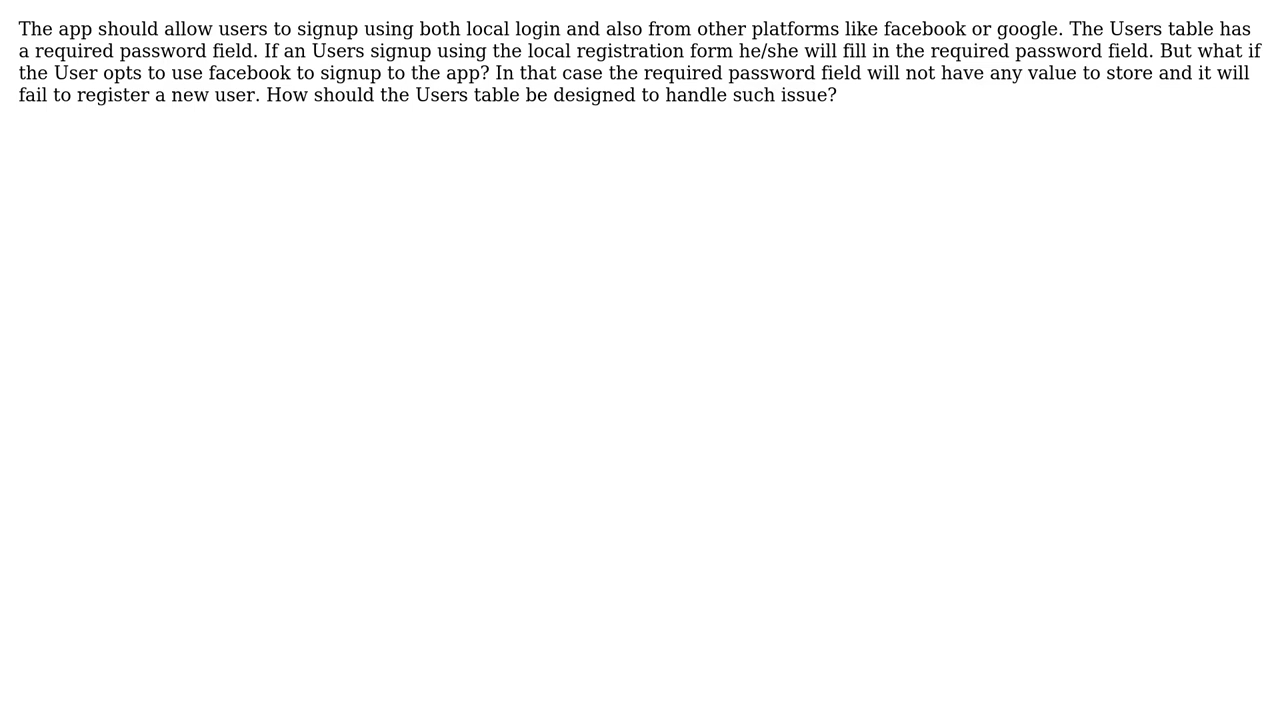 The app should allow users to signup using both local login and also from other platforms like facebook or google. The Users table has
a required password field. If an Users signup using the local registration form he/she will fill in the required password field. But what if
the User opts to use facebook to signup to the app? In that case the required password field will not have any value to store and it will
fail to register a new user. How should the Users table be designed to handle such issue?